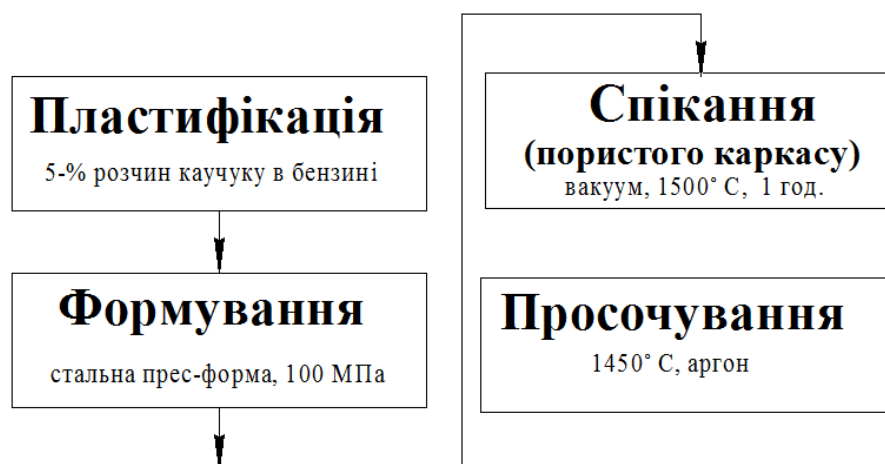 Пластифікація
5-% розчин каучуку в бензині
Формування
стальна прес-форма, 100 МПа
Спікання
(пористого каркасу)
вакуум, 1500° С, 1 год.
Просочування
1450° С, аргон